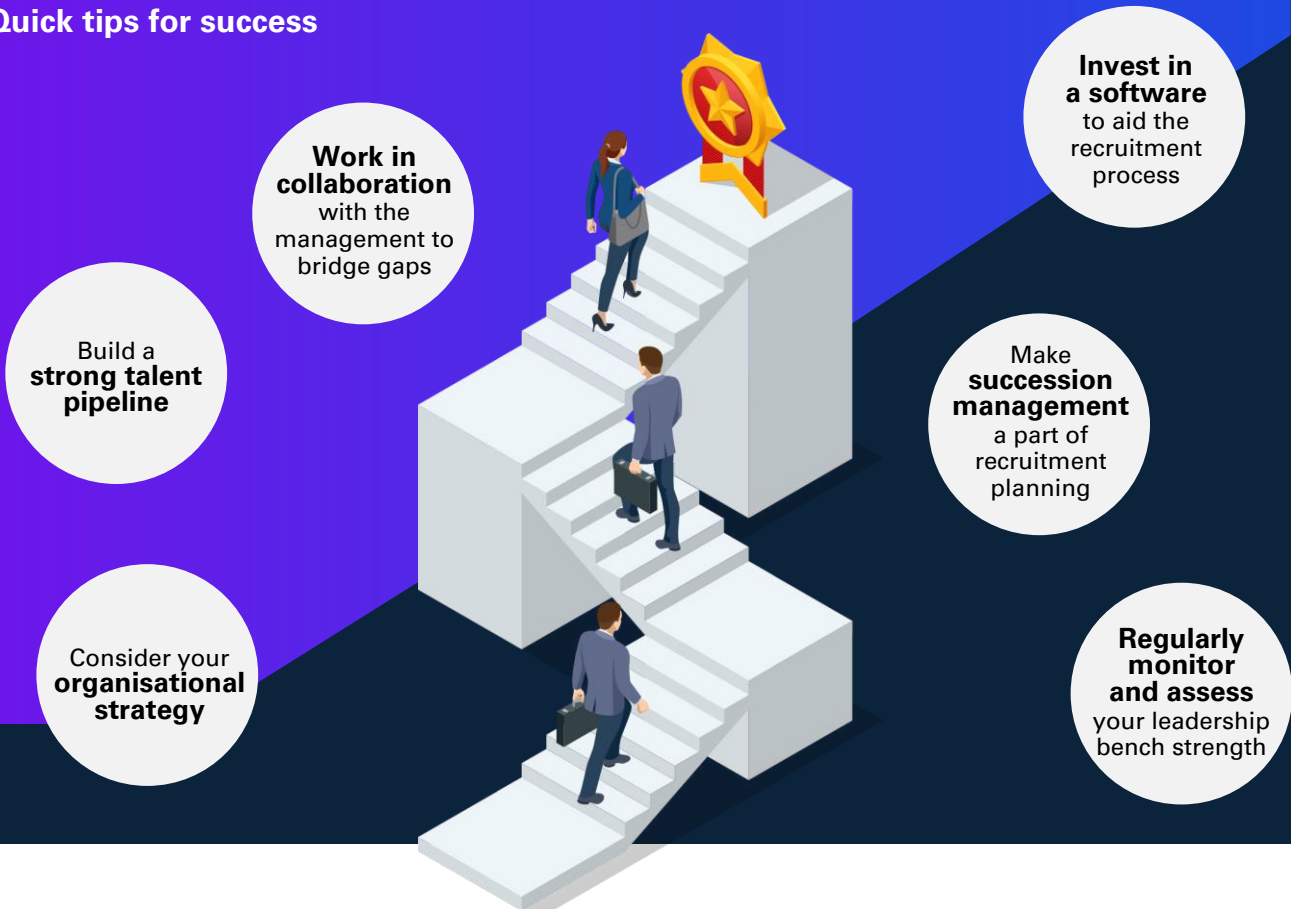 Quick tips for success
Work in
collaboration
with the
management to
bridge gaps
Build a
strong talent
pipeline
Consider your
organisational
strategy
Invest in
a software
to aid the
recruitment
process
Make
succession
management
a part of
recruitment
planning
Regularly
monitor
and assess
your leadership
bench strength